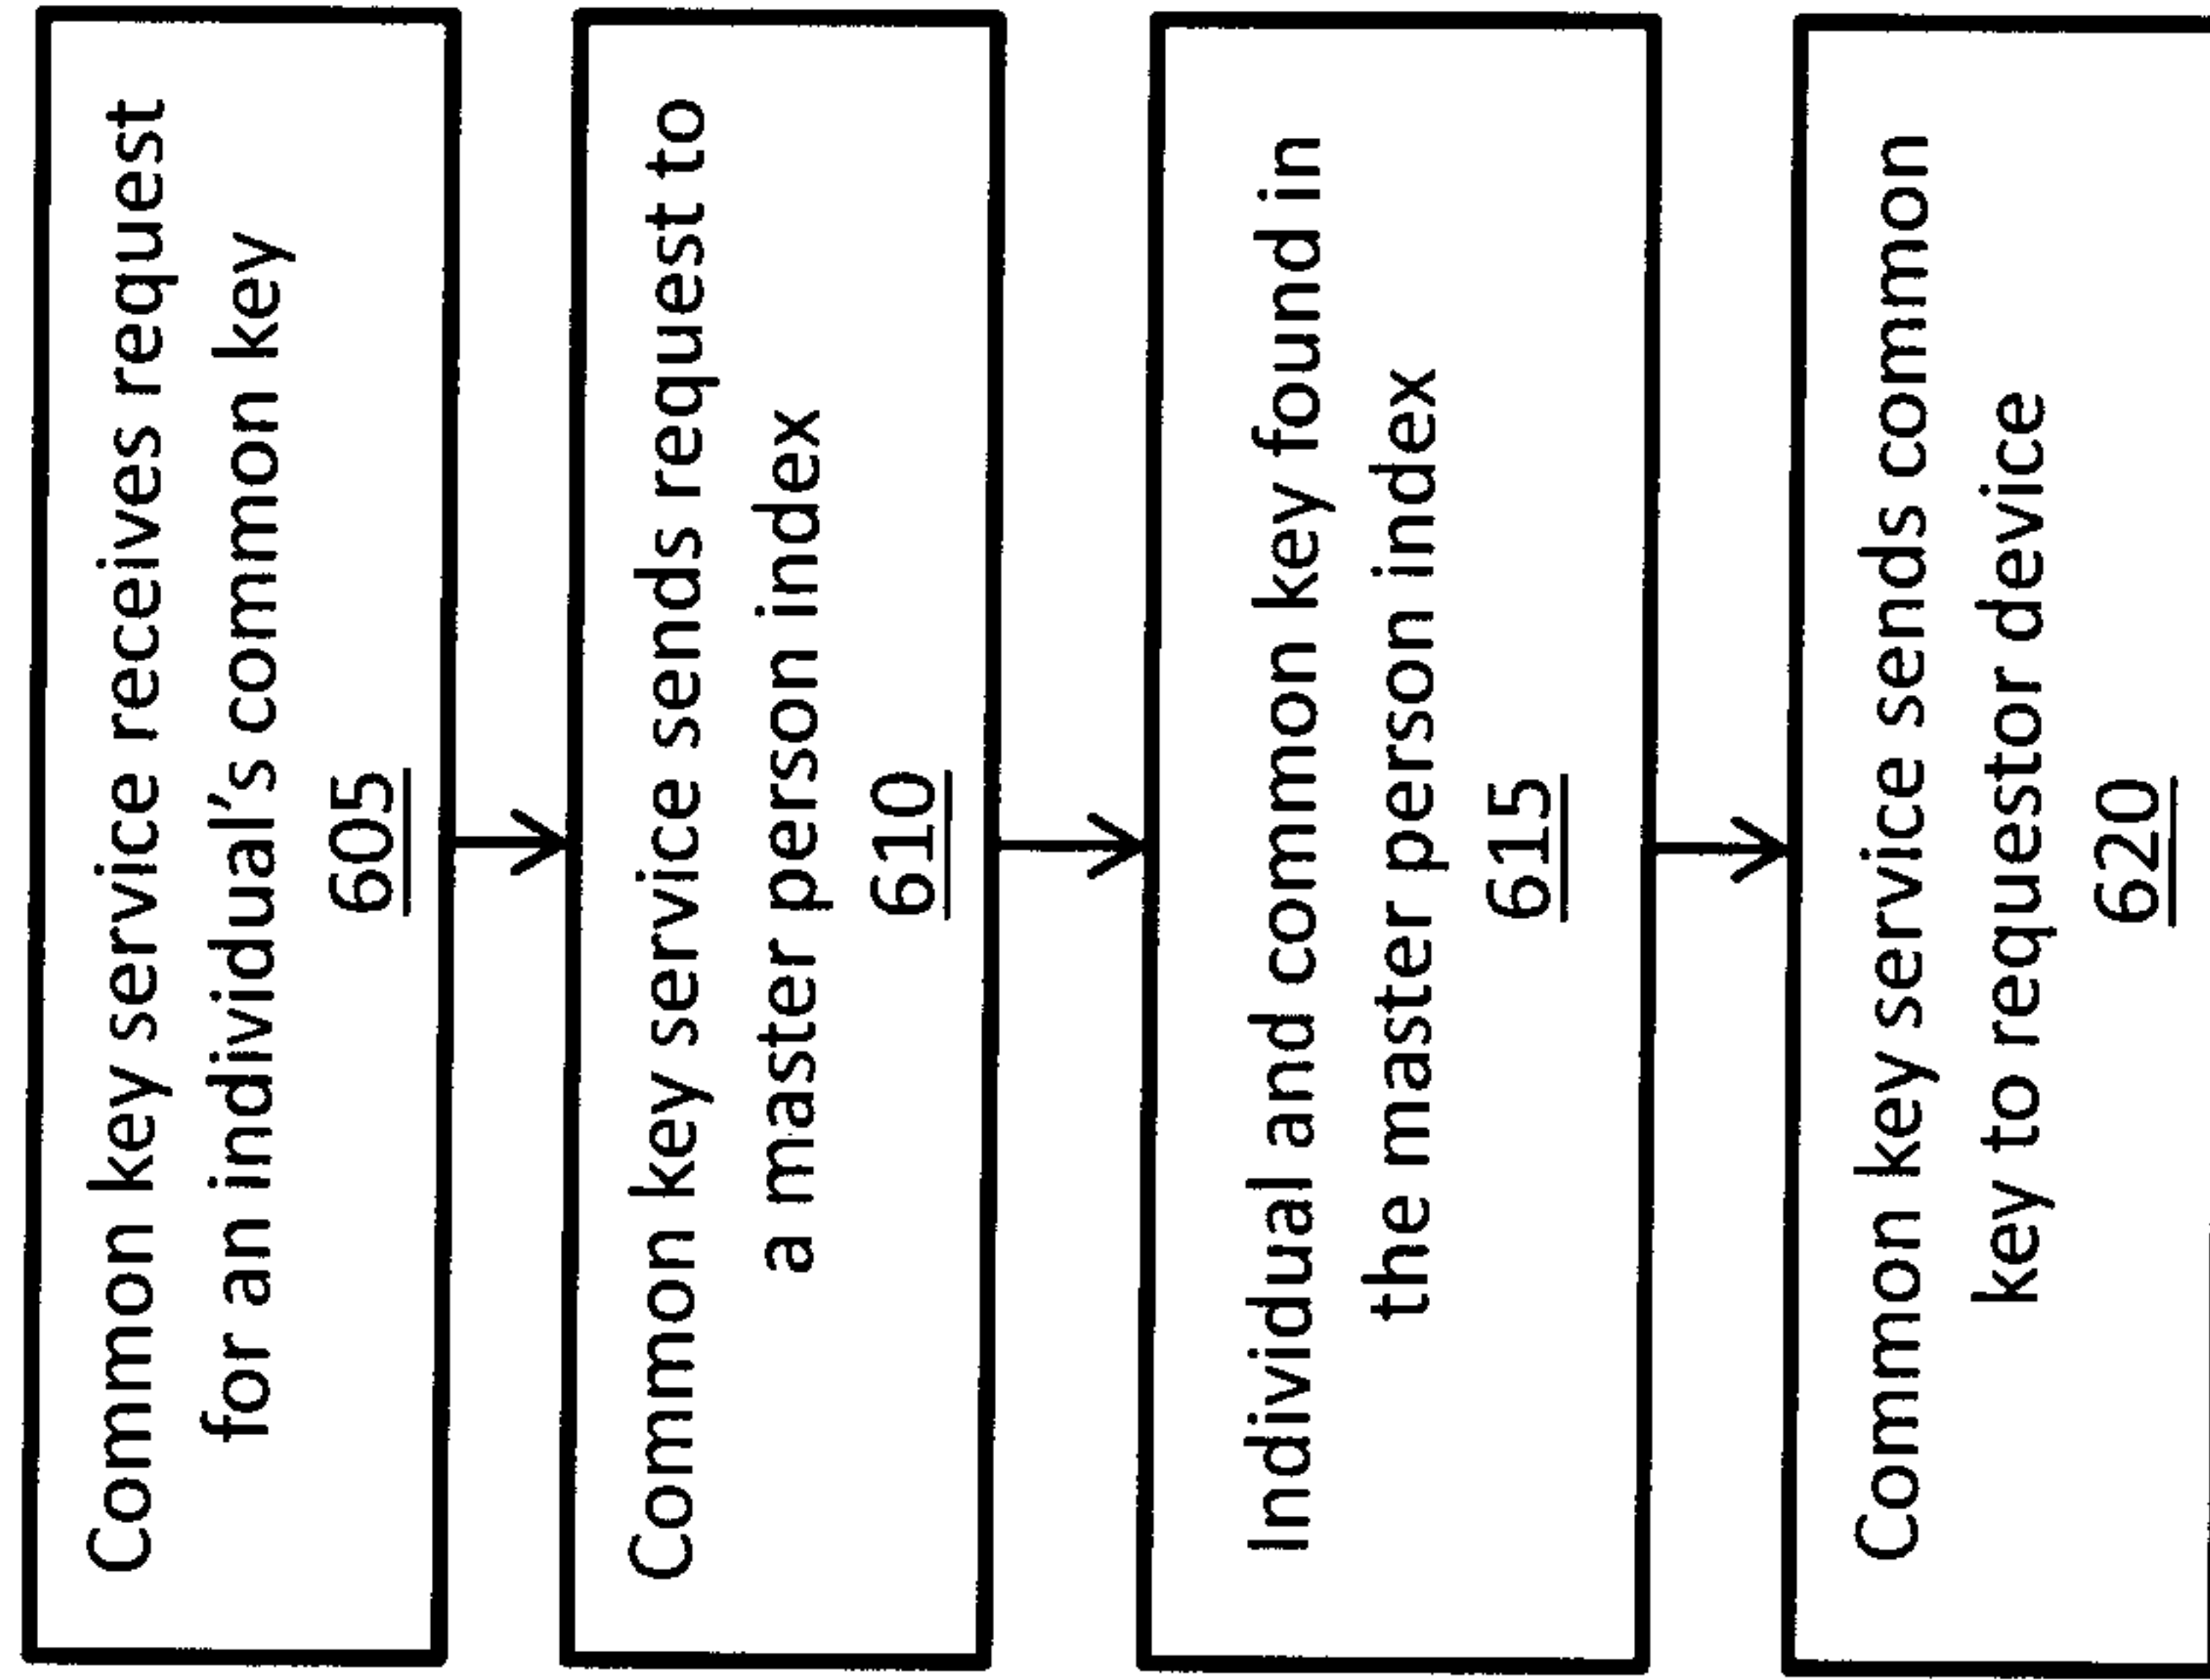 Common key service receives request
for an individual's common key
605
Common key service sends request to
a master person index
610
Individual and common key found in
the master person index
615
Common key service sends common
key to requestor device
620